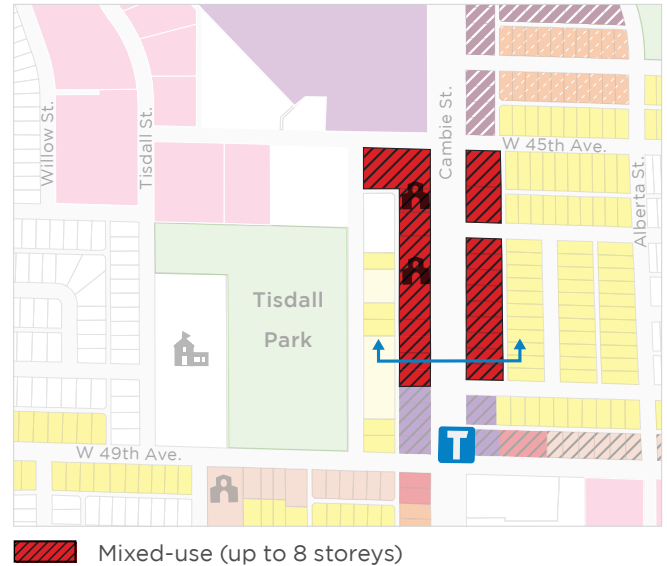 Willow St.
Tisdall St.
Cambie St.
W 45th Ave.
Alberta St.
Tisdall
Park
W 49th Ave.
T
Mixed-use (up to 8 storeys)